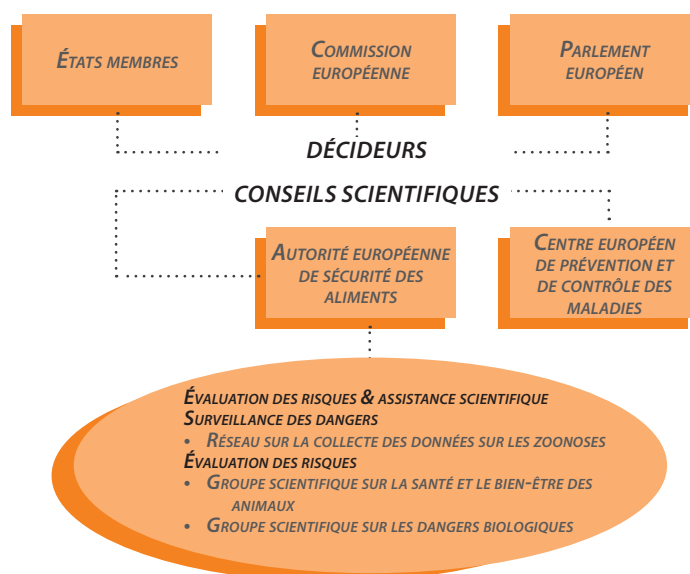 États membres
Commission
européenne
Parlement
européen
DÉCIDEURS
CONSEILS SCIENTIFIQUES
Autorité européenne
de sécurité des
aliments
Centre européen
de prévention et
de contrôle des
maladies
Évaluation des risques & assistance scientifique
Surveillance des dangers
• Réseau sur la collecte des données sur les zoonoses
Évaluation des risques
• Groupe scientifique sur la santé et le bien-être des
animaux
• Groupe scientifique sur les dangers biologiques